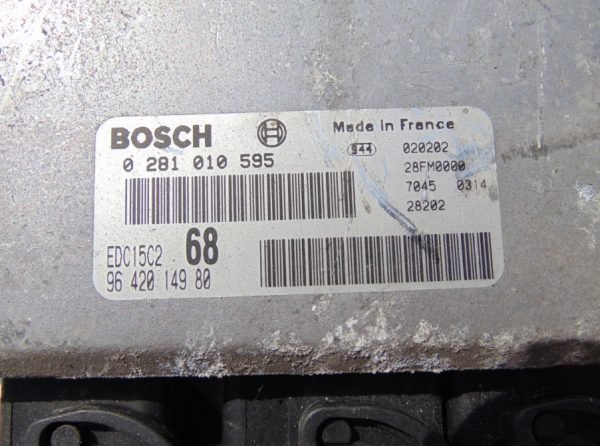 BOSCH
Made in France
0 281 010 595
944 020202
28FM0000
7045 0314
28202
EDC15C2 68
96 420 149 80